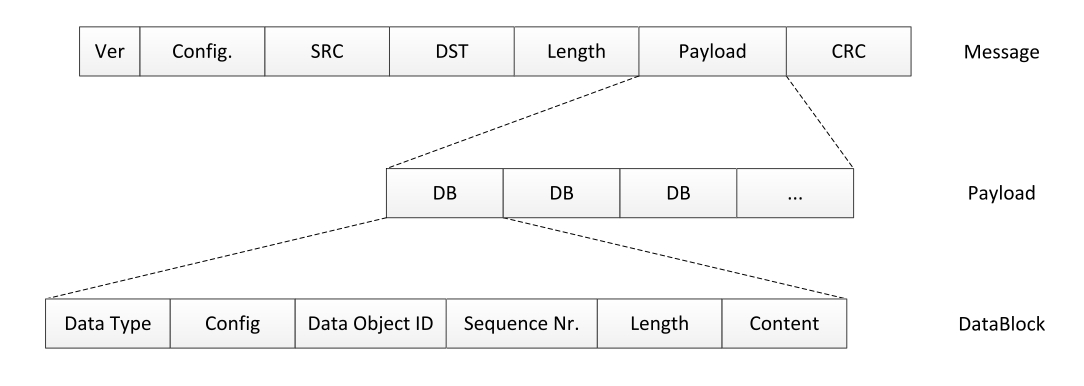 Ver Config. SRC DST Length Payload CRC Message
DB DB DB ... Payload
Data Type Config Data Object ID Sequence Nr. Length Content DataBlock